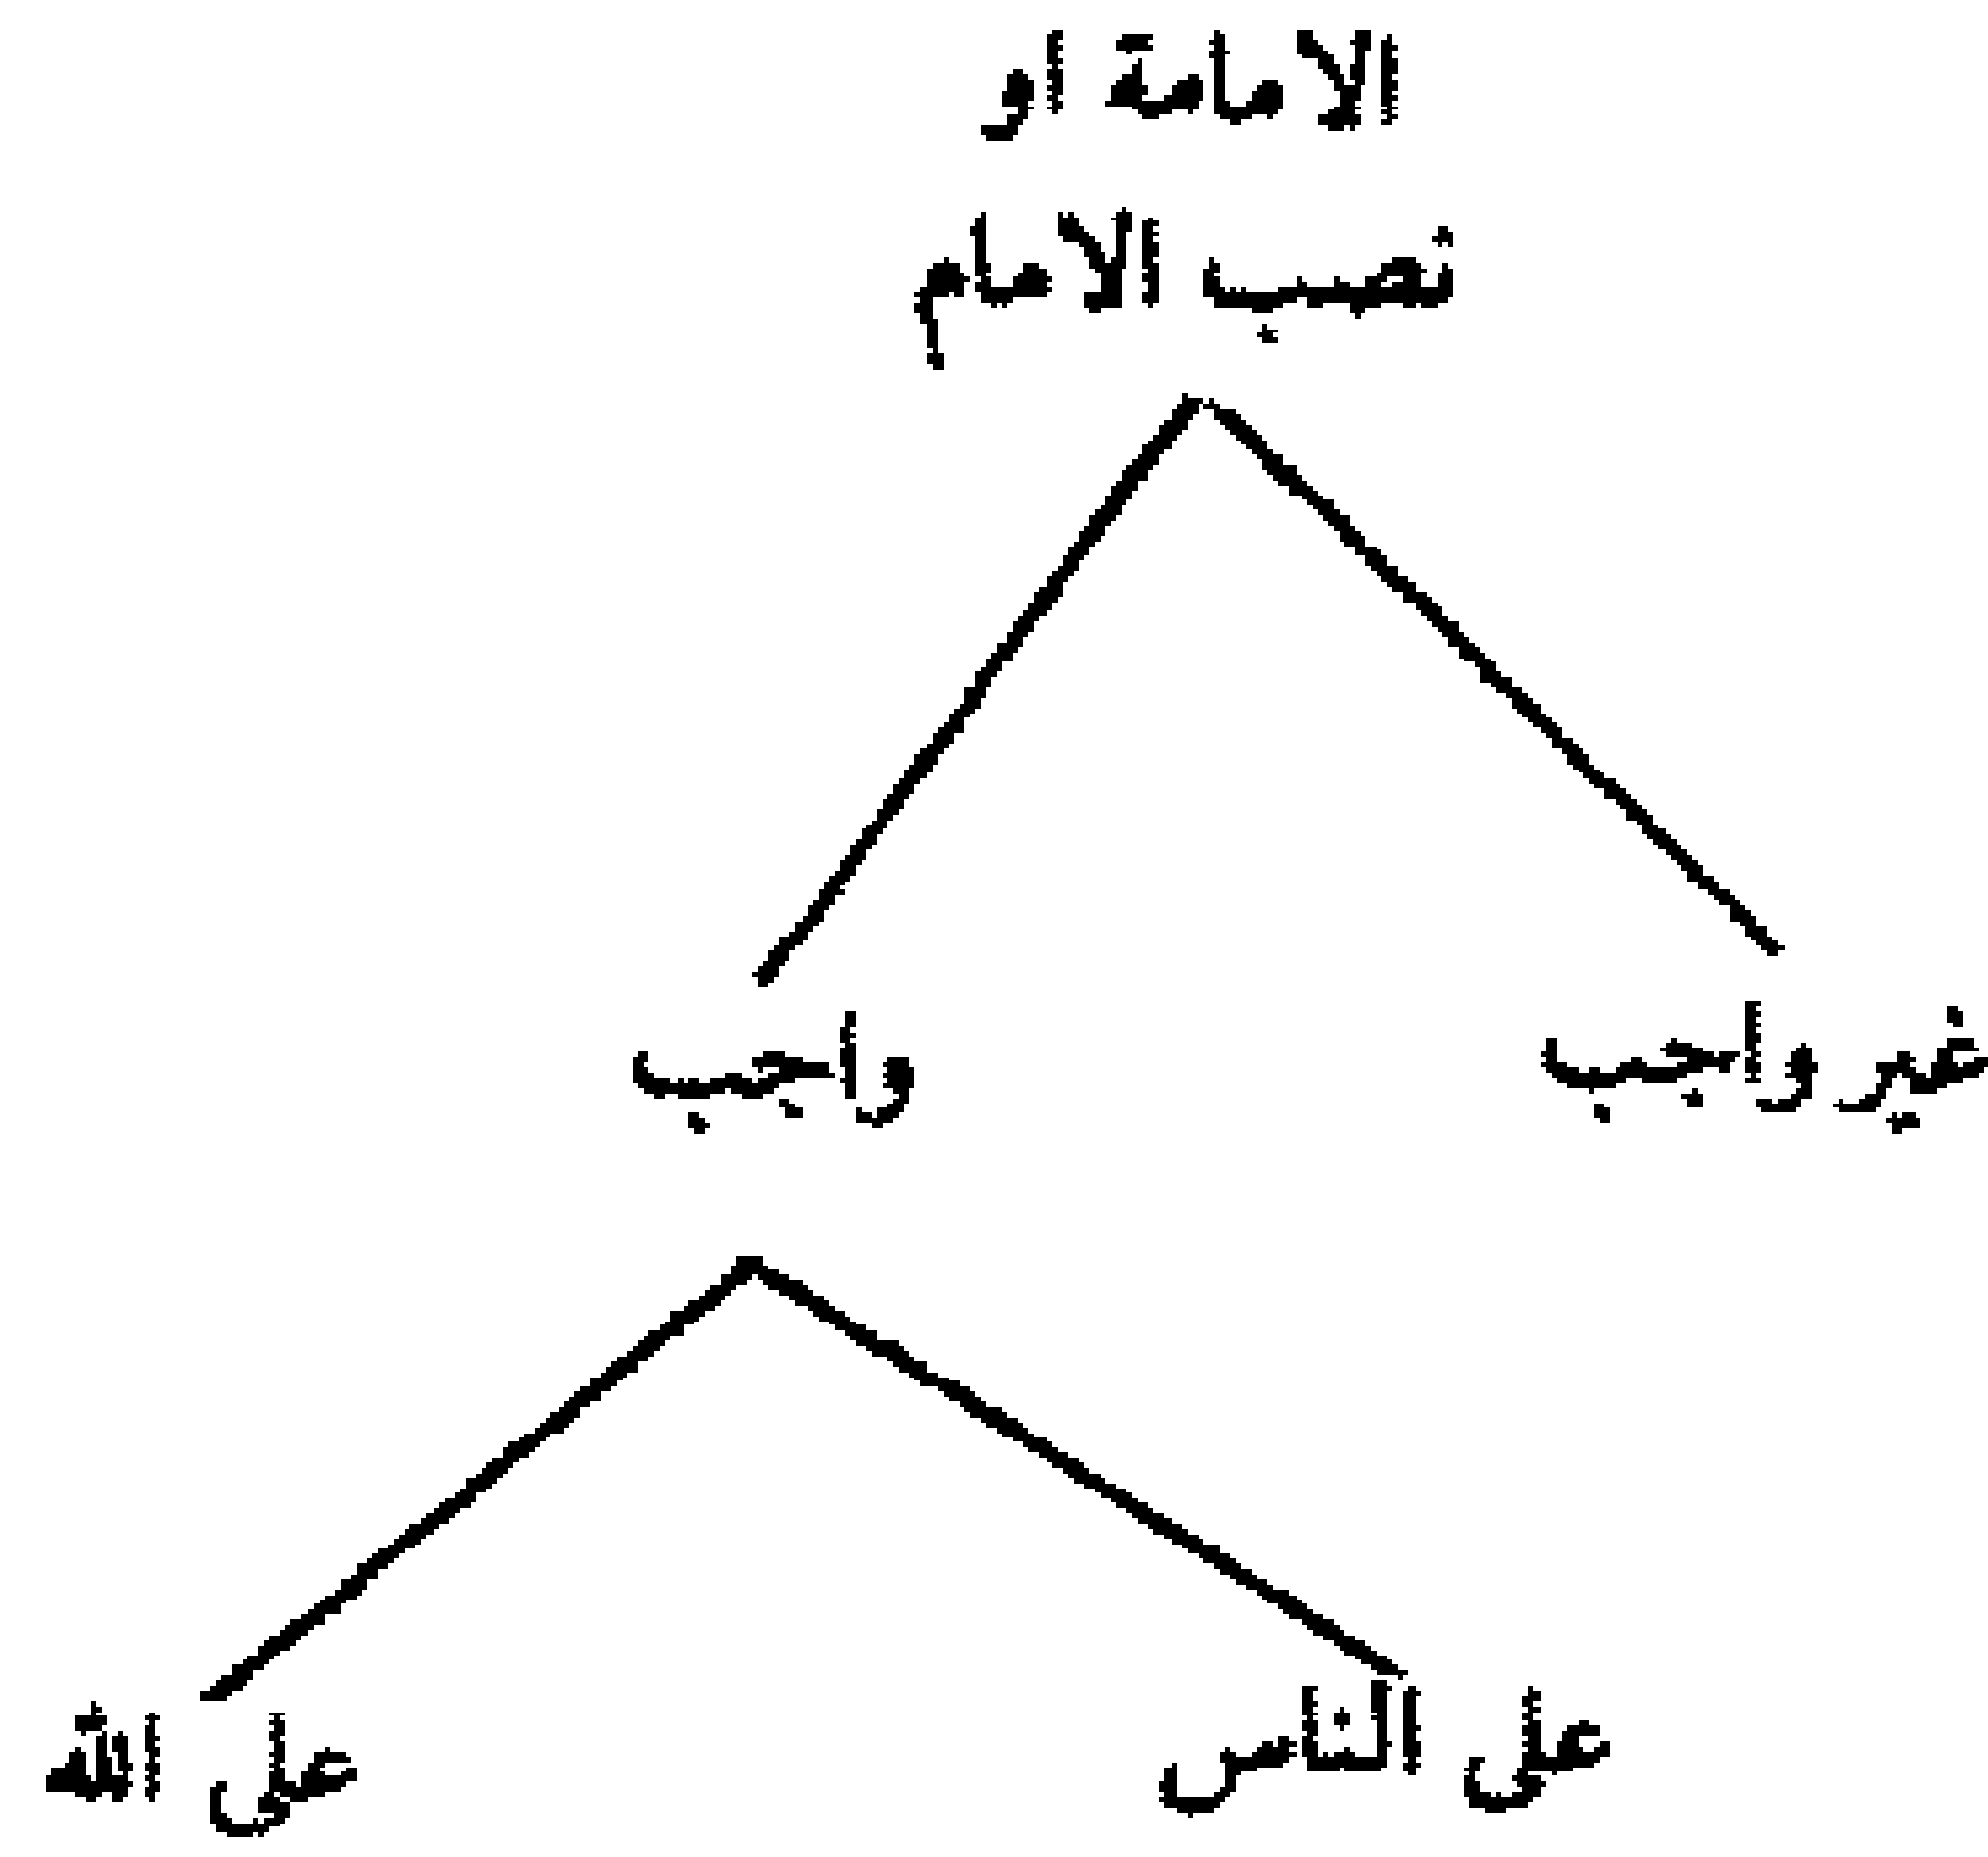 الامامة او
نصب الامام
غير واجب
واجب
على الناس
على الله